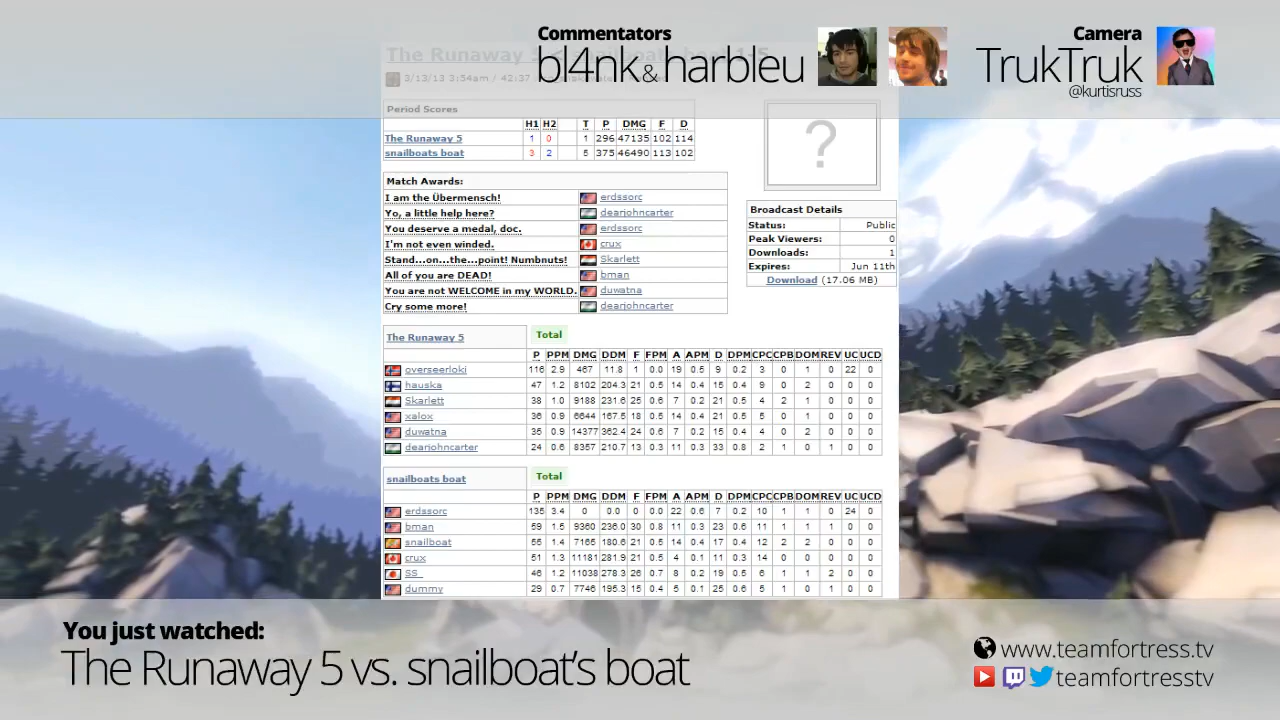 Commentators
bl4nk & harbleu
Camera
TrukTruk
@kurtisruss
The Runaway 5
3/13/13 3:54am / 42:37
Period Scores
H1 H2 T P DMG F D
The Runaway 5 1 0 1 296 47135 102 114
snailboats boat 3 2 5 375 46490 113 102
?
Match Awards:
I am the Übermensch! erdssorc
Yo, a little help here? dearjohncarter
You deserve a medal, doc. erdssorc
I'm not even winded. crux
Stand...on...the...point! Numbnuts! Skarlett
All of you are DEAD! bman
You are not WELCOME in my WORLD. duwatna
Cry some more! dearjohncarter
Broadcast Details
Status: Public
Peak Viewers: 0
Downloads: 1
Expires: Jun 11th
Download (17.06 MB)
The Runaway 5 Total
P PPM DMG DDM F FPM A APM D DPM CPC CPB DOM REV UC UCD
overseerloki 116 2.9 467 11.8 1 0.0 19 0.5 9 0.2 3 0 1 0 22 0
hauska 47 1.2 8102 204.3 21 0.5 14 0.4 15 0.4 9 0 2 0 0 0
Skarlett 38 1.0 9188 231.6 25 0.6 7 0.2 21 0.5 4 2 1 0 0 0
xalox 36 0.9 6644 167.5 18 0.5 14 0.4 21 0.5 5 0 1 0 0 0
duwatna 35 0.9 14377 362.4 24 0.6 7 0.2 15 0.4 4 0 2 0 0 0
dearjohncarter 24 0.6 8357 210.7 13 0.3 11 0.3 33 0.8 2 1 0 1 0 0
snailboats boat Total
P PPM DMG DDM F FPM A APM D DPM CPC CPB DOM REV UC UCD
erdssorc 135 3.4 0 0.0 0 0.0 22 0.6 7 0.2 10 1 1 0 24 0
bman 59 1.5 9360 236.0 30 0.8 11 0.3 23 0.6 11 1 1 0 0 0
snailboat 55 1.4 7165 180.6 21 0.5 14 0.4 17 0.4 12 2 2 0 0 0
crux 51 1.3 11181 281.9 21 0.5 4 0.1 11 0.3 14 0 0 0 0 0
SS_ 46 1.2 11038 278.3 26 0.7 8 0.2 19 0.5 6 1 1 2 0 0
dummy 29 0.7 7746 195.3 15 0.4 5 0.1 25 0.6 5 1 0 1 0 0
You just watched:
The Runaway 5 vs. snailboat's boat
www.teamfortress.tv
teamfortresstv